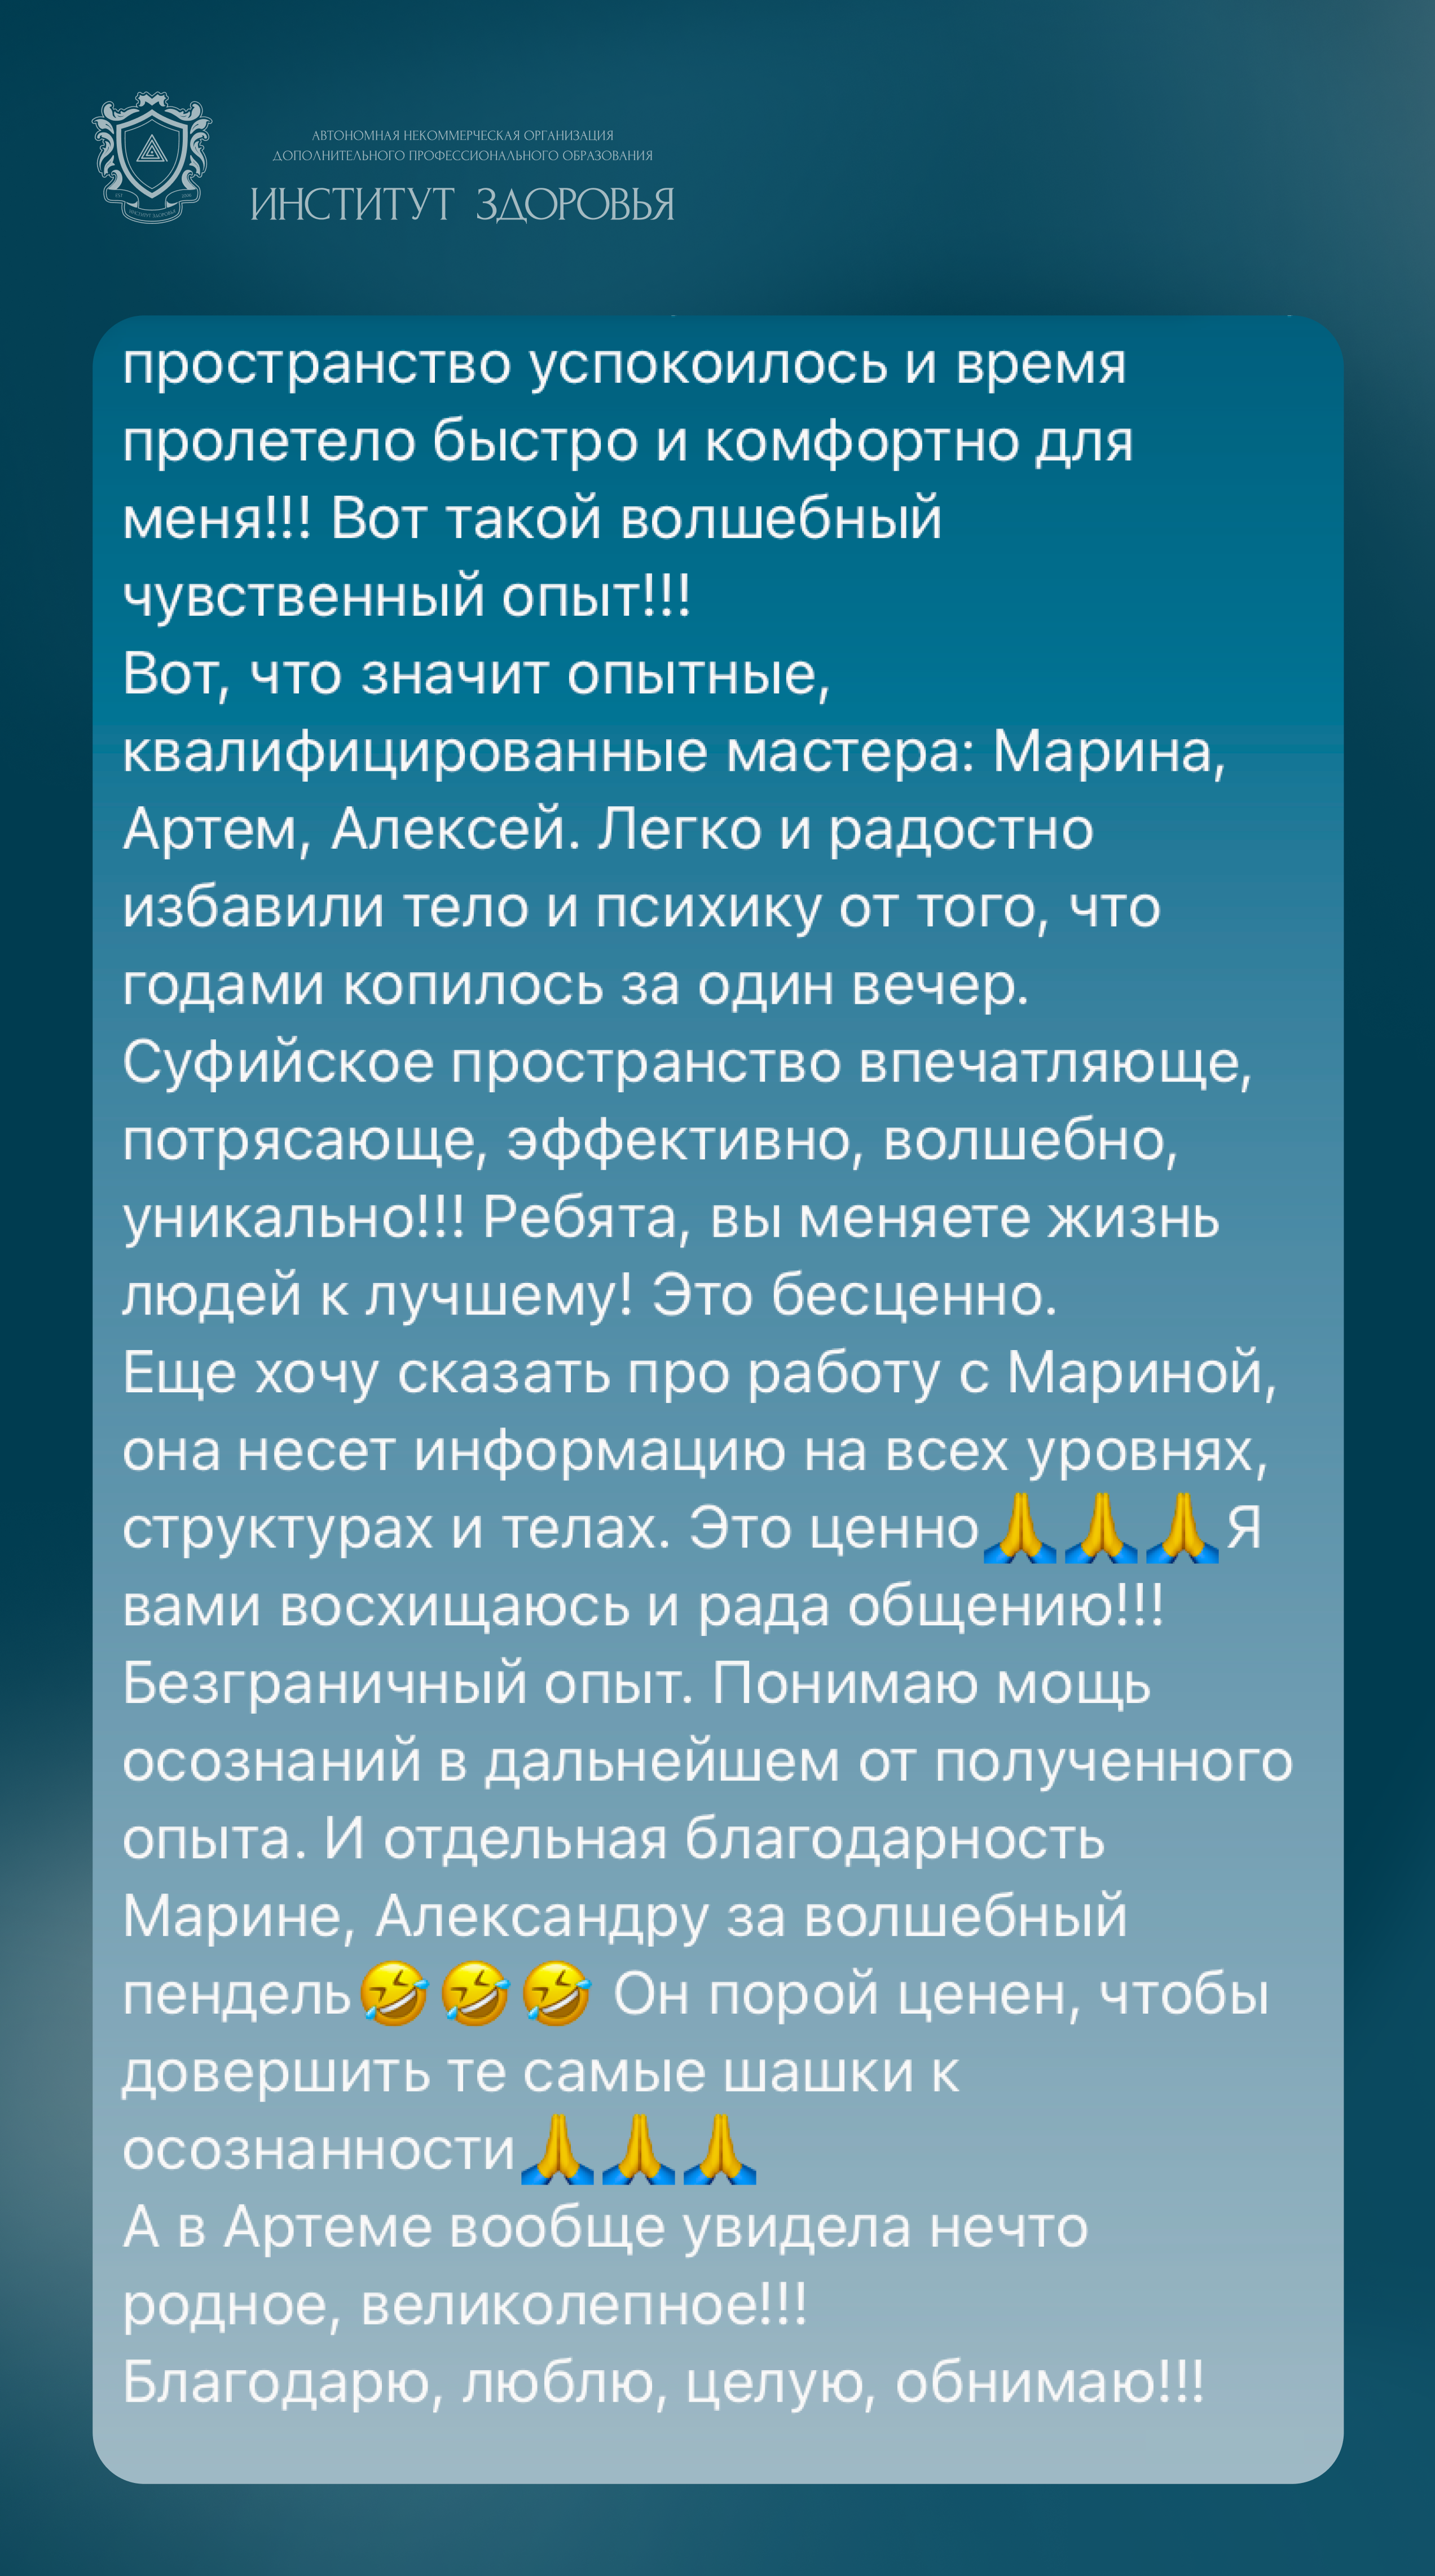 АВТОНОМНАЯ НЕКОММЕРЧЕСКАЯ ОРГАНИЗАЦИЯ
ДОПОЛНИТЕЛЬНОГО ПРОФЕССИОНАЛЬНОГО ОБРАЗОВАНИЯ
ИНСТИТУТ ЗДОРОВЬЯ
ИНСТИТУТ ЗДОРОВЬЯ
пространство успокоилось и время
пролетело быстро и комфортно для
меня!!! Вот такой волшебный
чувственный опыт!!!
Вот, что значит опытные,
квалифицированные мастера: Марина,
Артем, Алексей. Легко и радостно
избавили тело и психику от того, что
годами копилось за один вечер.
Суфийское пространство впечатляюще,
потрясающе, эффективно, волшебно,
уникально!!! Ребята, вы меняете жизнь
людей к лучшему! Это бесценно.
Еще хочу сказать про работу с Мариной,
она несет информацию на всех уровнях,
структурах и телах. Это ценно🙏🙏🙏Я
вами восхищаюсь и рада общению!!!
Безграничный опыт. Понимаю мощь
осознаний в дальнейшем от полученного
опыта. И отдельная благодарность
Марине, Александру за волшебный
пендель🤣🤣🤣 Он порой ценен, чтобы
довершить те самые шашки к
осознанности🙏🙏🙏
А в Артеме вообще увидела нечто
родное, великолепное!!!
Благодарю, люблю, целую, обнимаю!!!